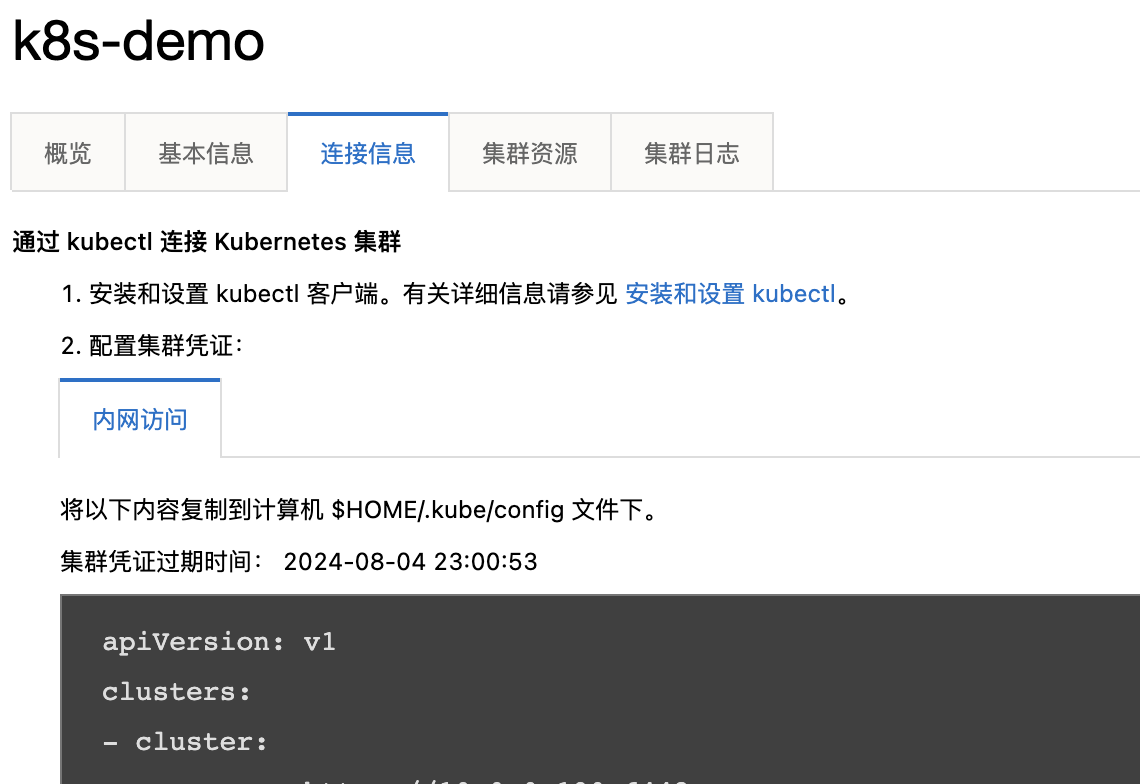 k8s-demo
概览 基本信息 连接信息 集群资源 集群日志
通过 kubectl 连接 Kubernetes 集群
1. 安装和设置 kubectl 客户端。有关详细信息请参见 安装和设置 kubectl。
2. 配置集群凭证：
内网访问
将以下内容复制到计算机 $HOME/.kube/config 文件下。
集群凭证过期时间： 2024-08-04 23:00:53
apiVersion: v1
clusters:
- cluster: